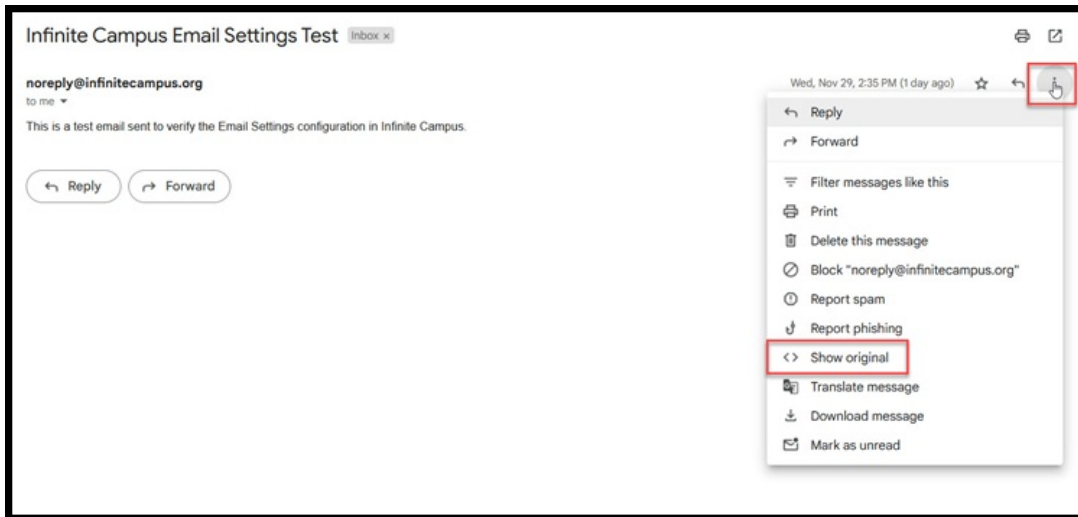 Infinite Campus Email Settings Test Inbox ×
noreply@infinitecampus.org Wed, Nov 29, 2:35 PM (1 day ago)
to me
This is a test email sent to verify the Email Settings configuration in Infinite Campus.
Reply Forward
Reply
Forward
Filter messages like this
Print
Delete this message
Block "noreply@infinitecampus.org"
Report spam
Report phishing
Show original
Translate message
Download message
Mark as unread